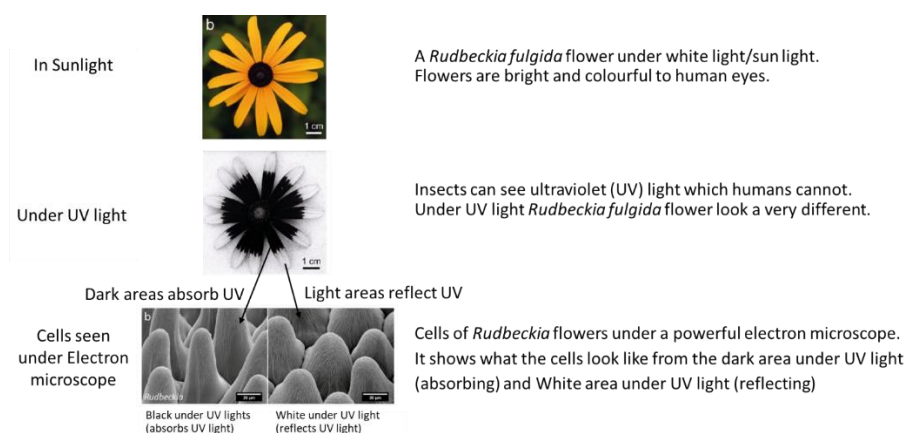 b
In Sunlight
1 cm
A Rudbeckia fulgida flower under white light/sun light.
Flowers are bright and colourful to human eyes.
Under UV light
1 cm
Insects can see ultraviolet (UV) light which humans cannot.
Under UV light Rudbeckia fulgida flower look a very different.
Dark areas absorb UV
Light areas reflect UV
Cells seen
under Electron
microscope
b
Rudbeckia
Black under UV lights
(absorbs UV light)
White under UV light
(reflects UV light)
Cells of Rudbeckia flowers under a powerful electron microscope.
It shows what the cells look like from the dark area under UV light
(absorbing) and White area under UV light (reflecting)